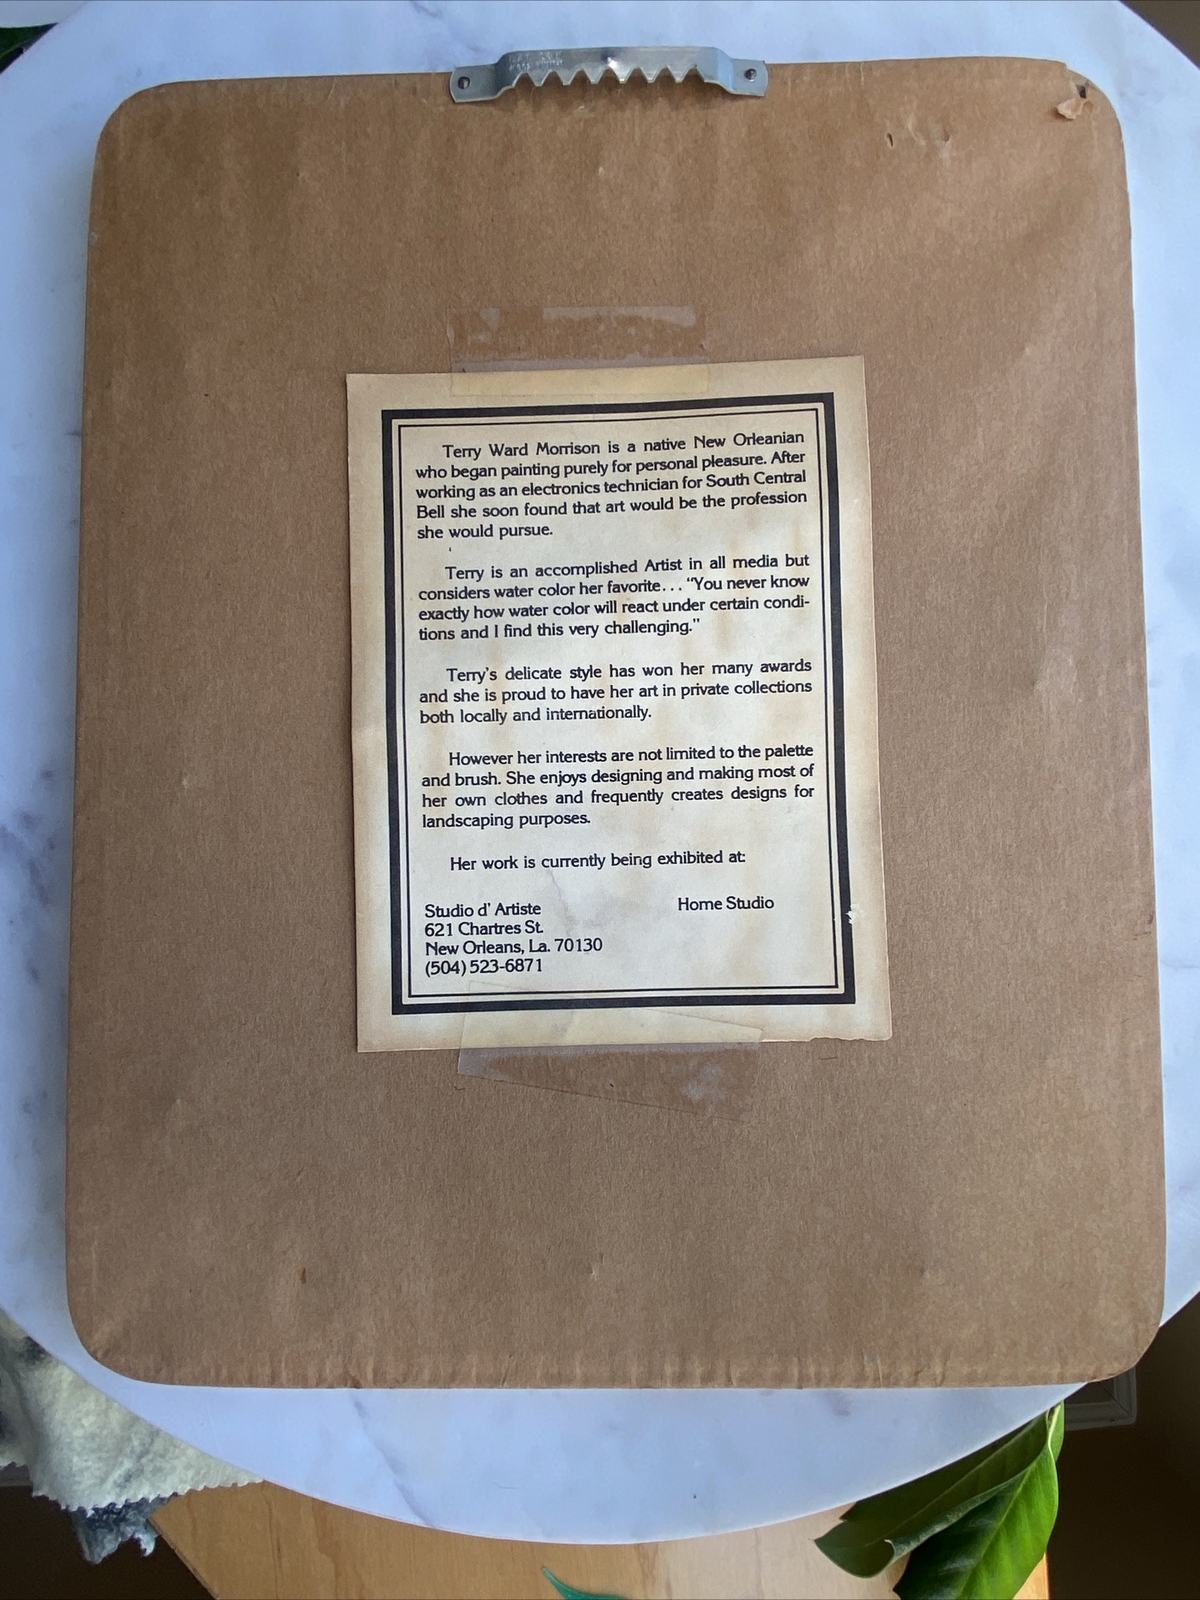 Terry Ward Morrison is a native New Orleanian
who began painting purely for personal pleasure. After
working as an electronics technician for South Central
Bell she soon found that art would be the profession
she would pursue.
Terry is an accomplished Artist in all media but
considers water color her favorite... "You never know
exactly how water color will react under certain condi-
tions and I find this very challenging."
Terry's delicate style has won her many awards
and she is proud to have her art in private collections
both locally and internationally.
However her interests are not limited to the palette
and brush. She enjoys designing and making most of
her own clothes and frequently creates designs for
landscaping purposes.
Her work is currently being exhibited at:
Studio d' Artiste
621 Chartres St.
New Orleans, La. 70130
(504) 523-6871
Home Studio